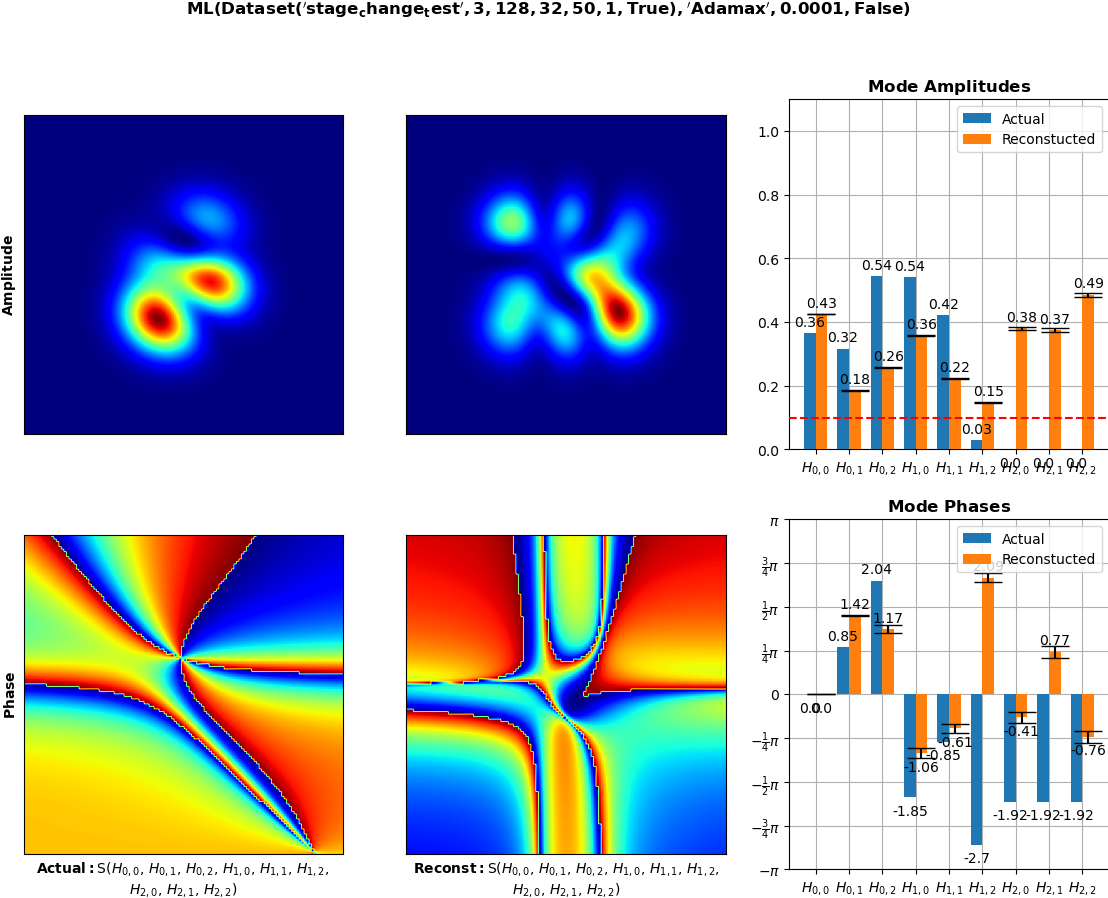 ML(Dataset('stage_change_test', 3, 128, 32, 50, 1, True), 'Adamax', 0.0001, False)
Amplitude
Mode Amplitudes
Actual
Reconstucted
1.0
0.8
0.6
0.4
0.2
0.0
0.36
0.43
0.32
0.18
0.54
0.26
0.54
0.36
0.42
0.22
0.03
0.15
0.0
0.38
0.0
0.37
0.0
0.49
H0,0 H0,1 H0,2 H1,0 H1,1 H1,2 H2,0 H2,1 H2,2
Phase
Mode Phases
Actual
Reconstucted
π
3/4π
1/2π
1/4π
0
−1/4π
−1/2π
−3/4π
−π
0.0
0.0
0.85
1.42
2.04
1.17
-1.85
-1.06
-0.85
-0.61
-2.7
2.09
-1.92
-0.41
-1.92
0.77
-1.92
-0.76
H0,0 H0,1 H0,2 H1,0 H1,1 H1,2 H2,0 H2,1 H2,2
Actual: S(H0,0, H0,1, H0,2, H1,0, H1,1, H1,2,
H2,0, H2,1, H2,2)
Reconst: S(H0,0, H0,1, H0,2, H1,0, H1,1, H1,2,
H2,0, H2,1, H2,2)